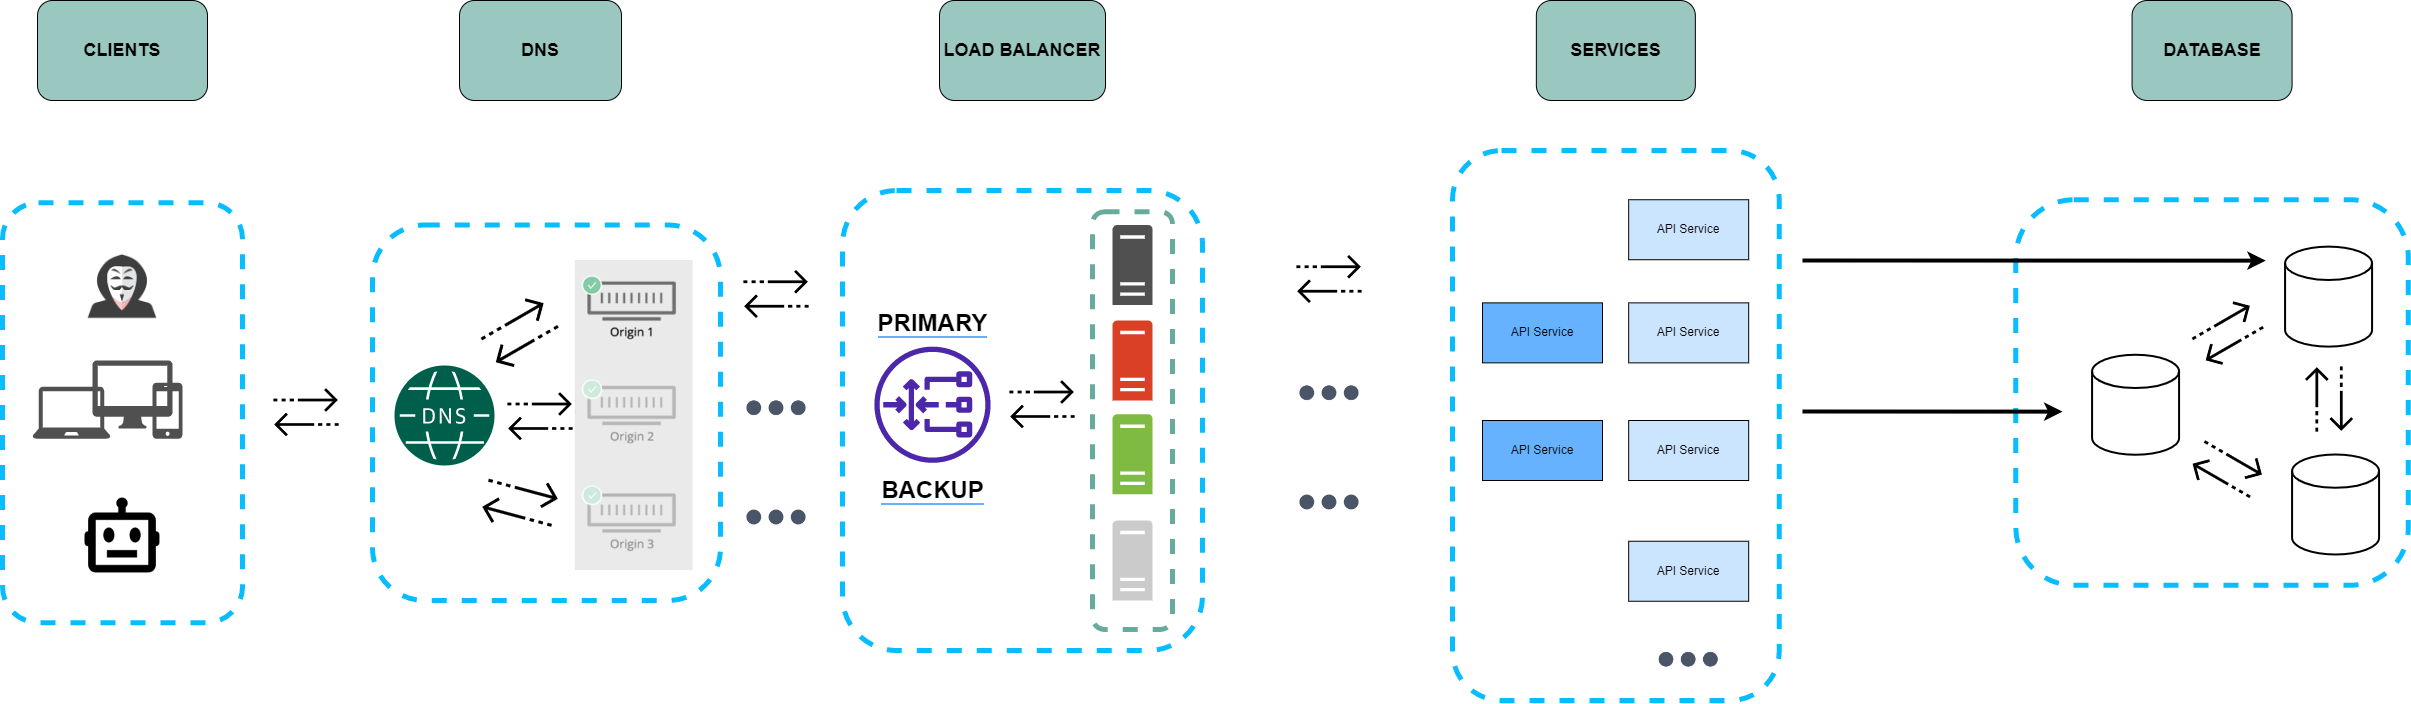 CLIENTS
DNS
LOAD BALANCER
SERVICES
DATABASE
DNS
Origin 1
Origin 2
Origin 3
PRIMARY
BACKUP
API Service
API Service
API Service
API Service
API Service
API Service